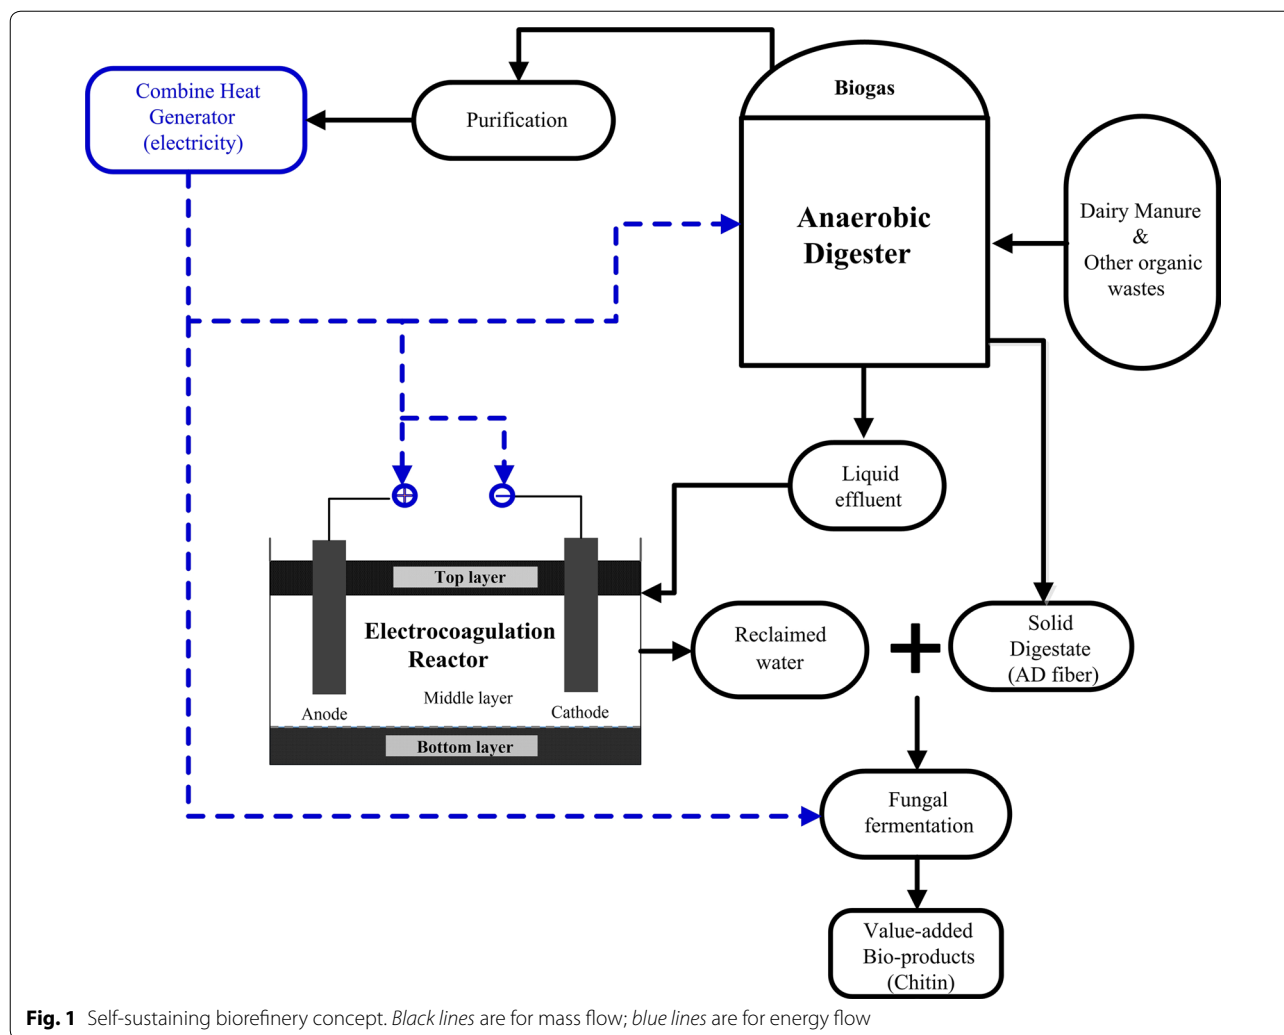 Combine Heat
Generator
(electricity)
Purification
Biogas
Anaerobic
Digester
Dairy Manure
&
Other organic
wastes
Liquid
effluent
Top layer
Electrocoagulation
Reactor
Middle layer
Anode
Cathode
Bottom layer
Reclaimed
water
+
Solid
Digestate
(AD fiber)
Fungal
fermentation
Value-added
Bio-products
(Chitin)
Fig. 1 Self-sustaining biorefinery concept. Black lines are for mass flow; blue lines are for energy flow